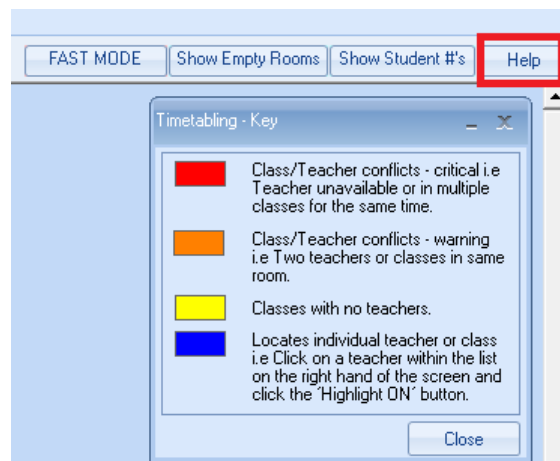 FAST MODE Show Empty Rooms Show Student #'s Help
Timetabling - Key
Class/Teacher conflicts - critical i.e
Teacher unavailable or in multiple
classes for the same time.
Class/Teacher conflicts - warning
i.e Two teachers or classes in same
room.
Classes with no teachers.
Locates individual teacher or class
i.e Click on a teacher within the list
on the right hand of the screen and
click the 'Highlight ON' button.
Close